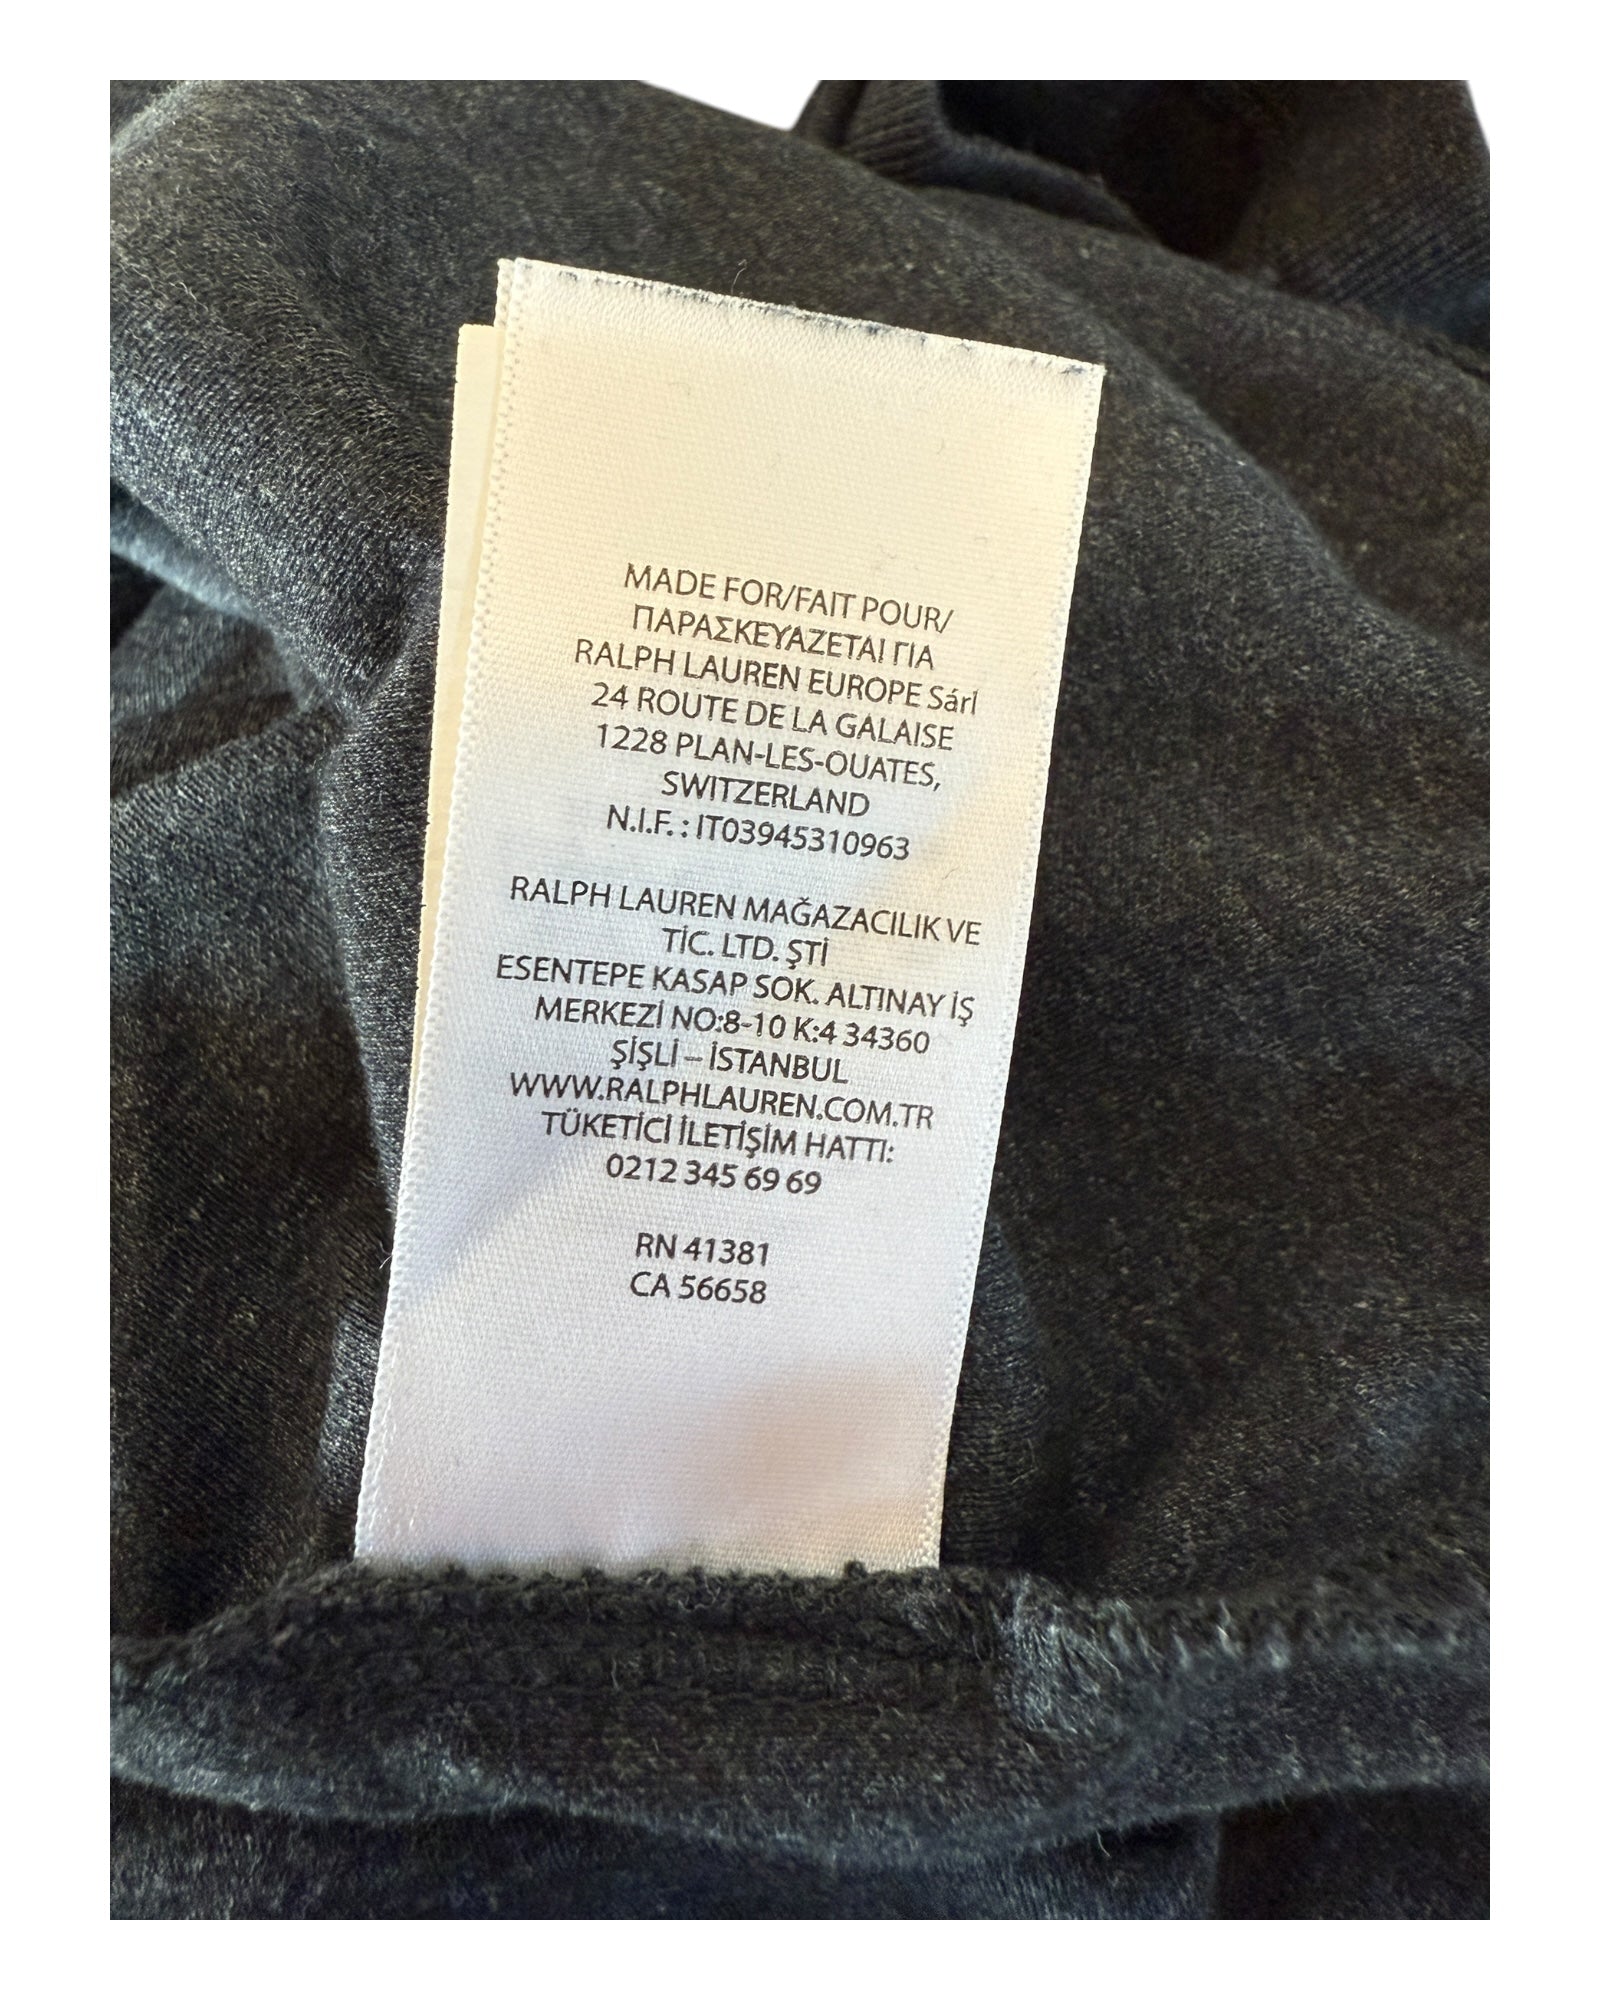 MADE FOR/FAIT POUR/
ΠΑΡΑΣΚΕΥΑΖΕΤΑΙ ΓΙΑ
RALPH LAUREN EUROPE Sárl
24 ROUTE DE LA GALAISE
1228 PLAN-LES-OUATES,
SWITZERLAND
N.I.F. : IT03945310963
RALPH LAUREN MAĞAZACILIK VE
TİC. LTD. ŞTİ
ESENTEPE KASAP SOK. ALTINAY İŞ
MERKEZİ NO:8-10 K:4 34360
ŞİŞLİ – İSTANBUL
WWW.RALPHLAUREN.COM.TR
TÜKETİCİ İLETİŞİM HATTI:
0212 345 69 69
RN 41381
CA 56658